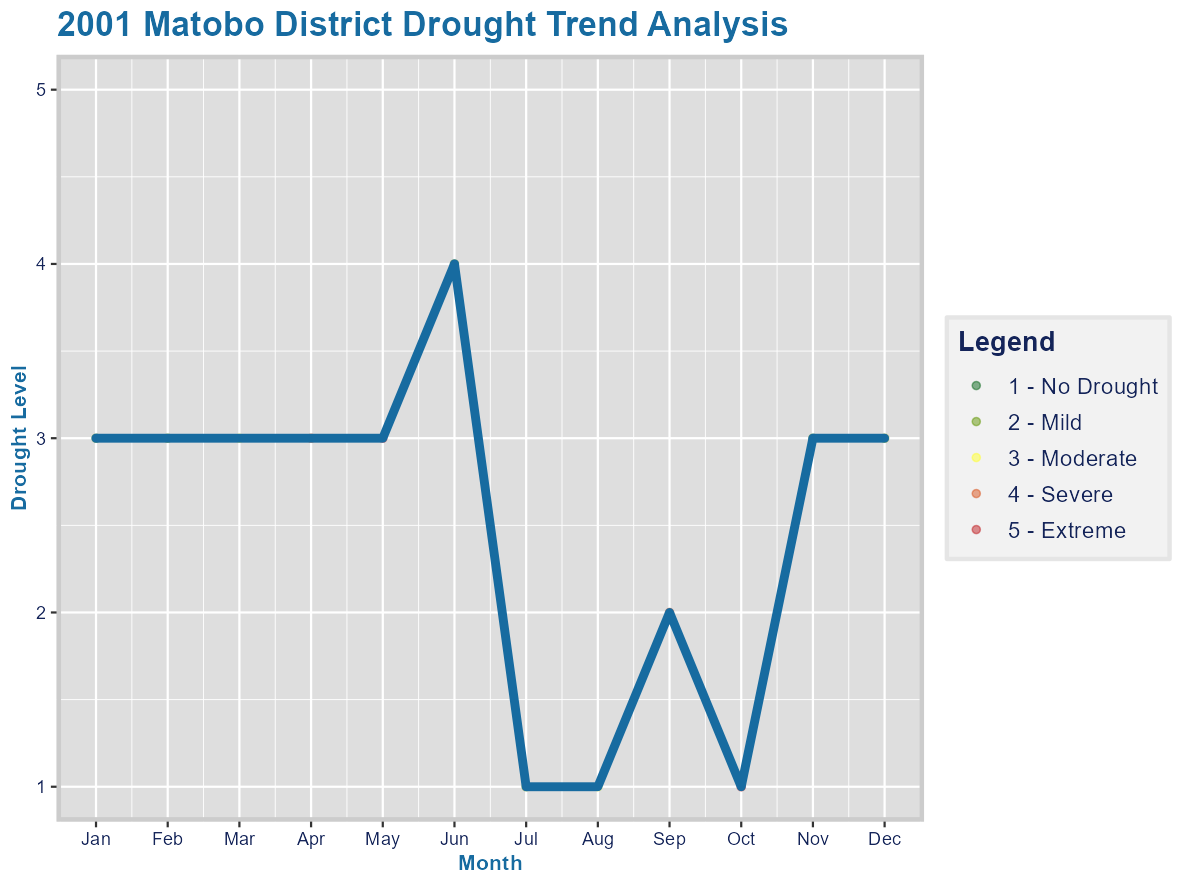 2001 Matobo District Drought Trend Analysis
Drought Level
5
4
3
2
1
Jan Feb Mar Apr May Jun Jul Aug Sep Oct Nov Dec
Month
Legend
1 - No Drought
2 - Mild
3 - Moderate
4 - Severe
5 - Extreme